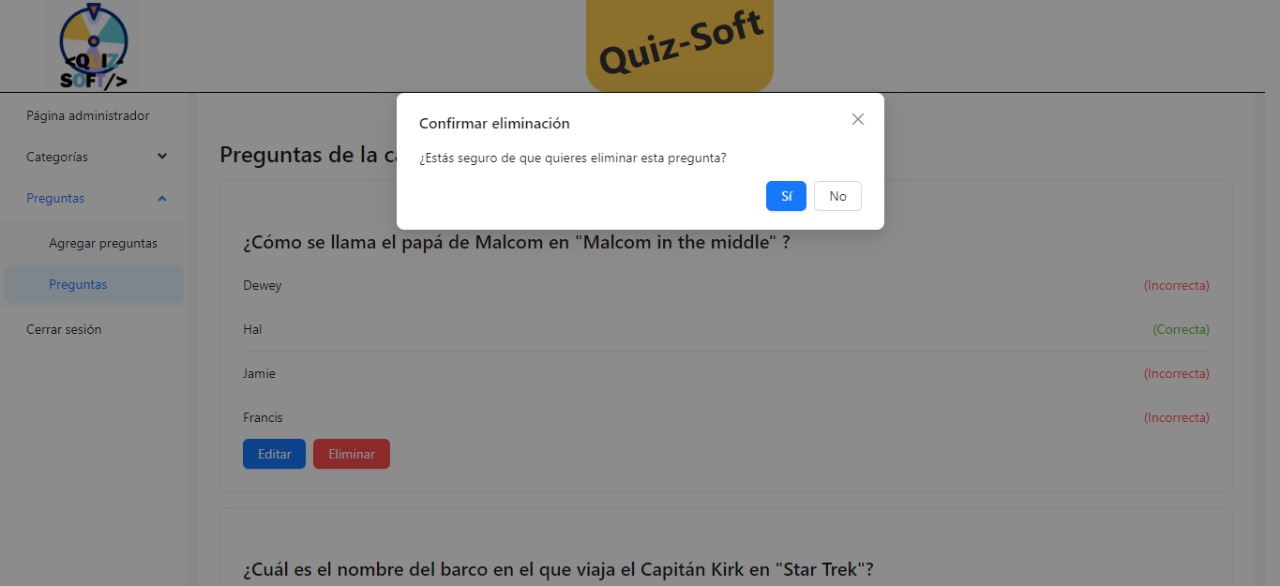 <QUIZ-
SOFT/>
Quiz-Soft
Página administrador
Categorías
Preguntas
Agregar preguntas
Preguntas
Cerrar sesión
Confirmar eliminación
¿Estás seguro de que quieres eliminar esta pregunta?
Sí
No
Preguntas de la
¿Cómo se llama el papá de Malcom en "Malcom in the middle" ?
Dewey
(Incorrecta)
Hal
(Correcta)
Jamie
(Incorrecta)
Francis
(Incorrecta)
Editar
Eliminar
¿Cuál es el nombre del barco en el que viaja el Capitán Kirk en "Star Trek"?